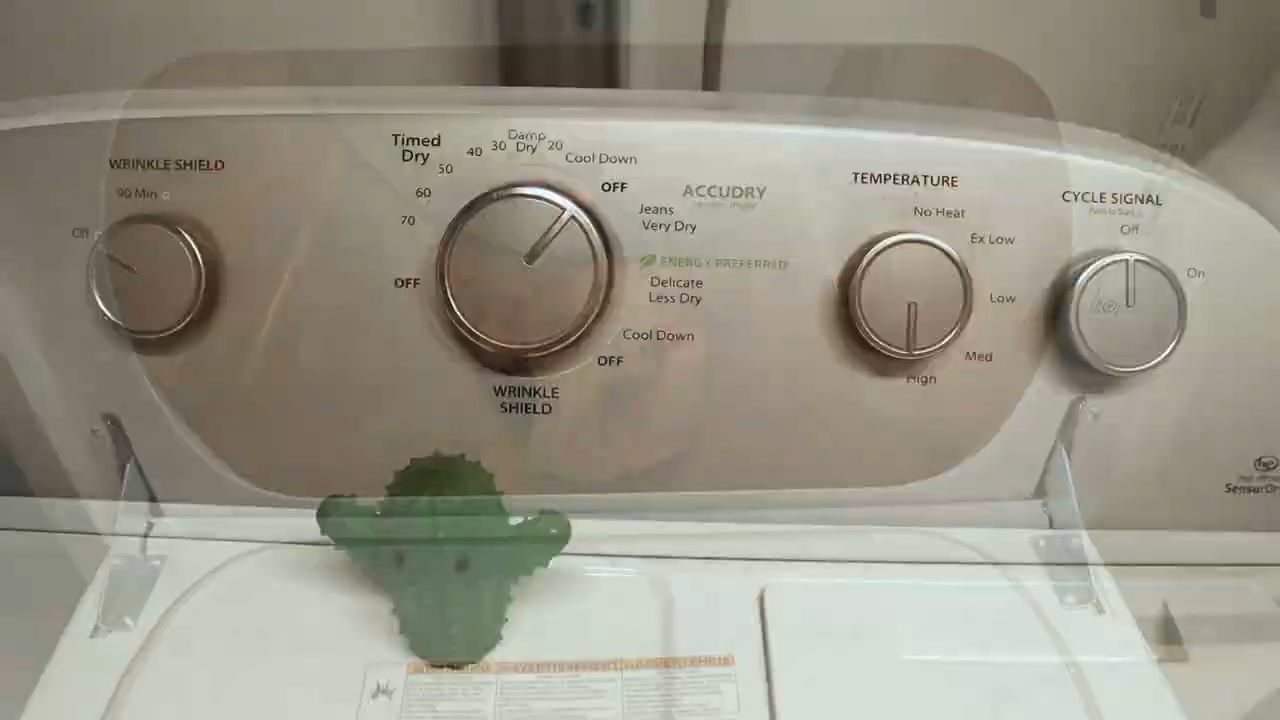 WRINKLE SHIELD
90 Min
Off
Timed
Dry
70
60
50
40
30
Damp
Dry
20
Cool Down
OFF
ACCUDRY
Jeans
Very Dry
ENERGY PREFERRED
Delicate
Less Dry
Cool Down
OFF
WRINKLE
SHIELD
OFF
TEMPERATURE
No Heat
Ex Low
Low
Med
High
CYCLE SIGNAL
Off
On